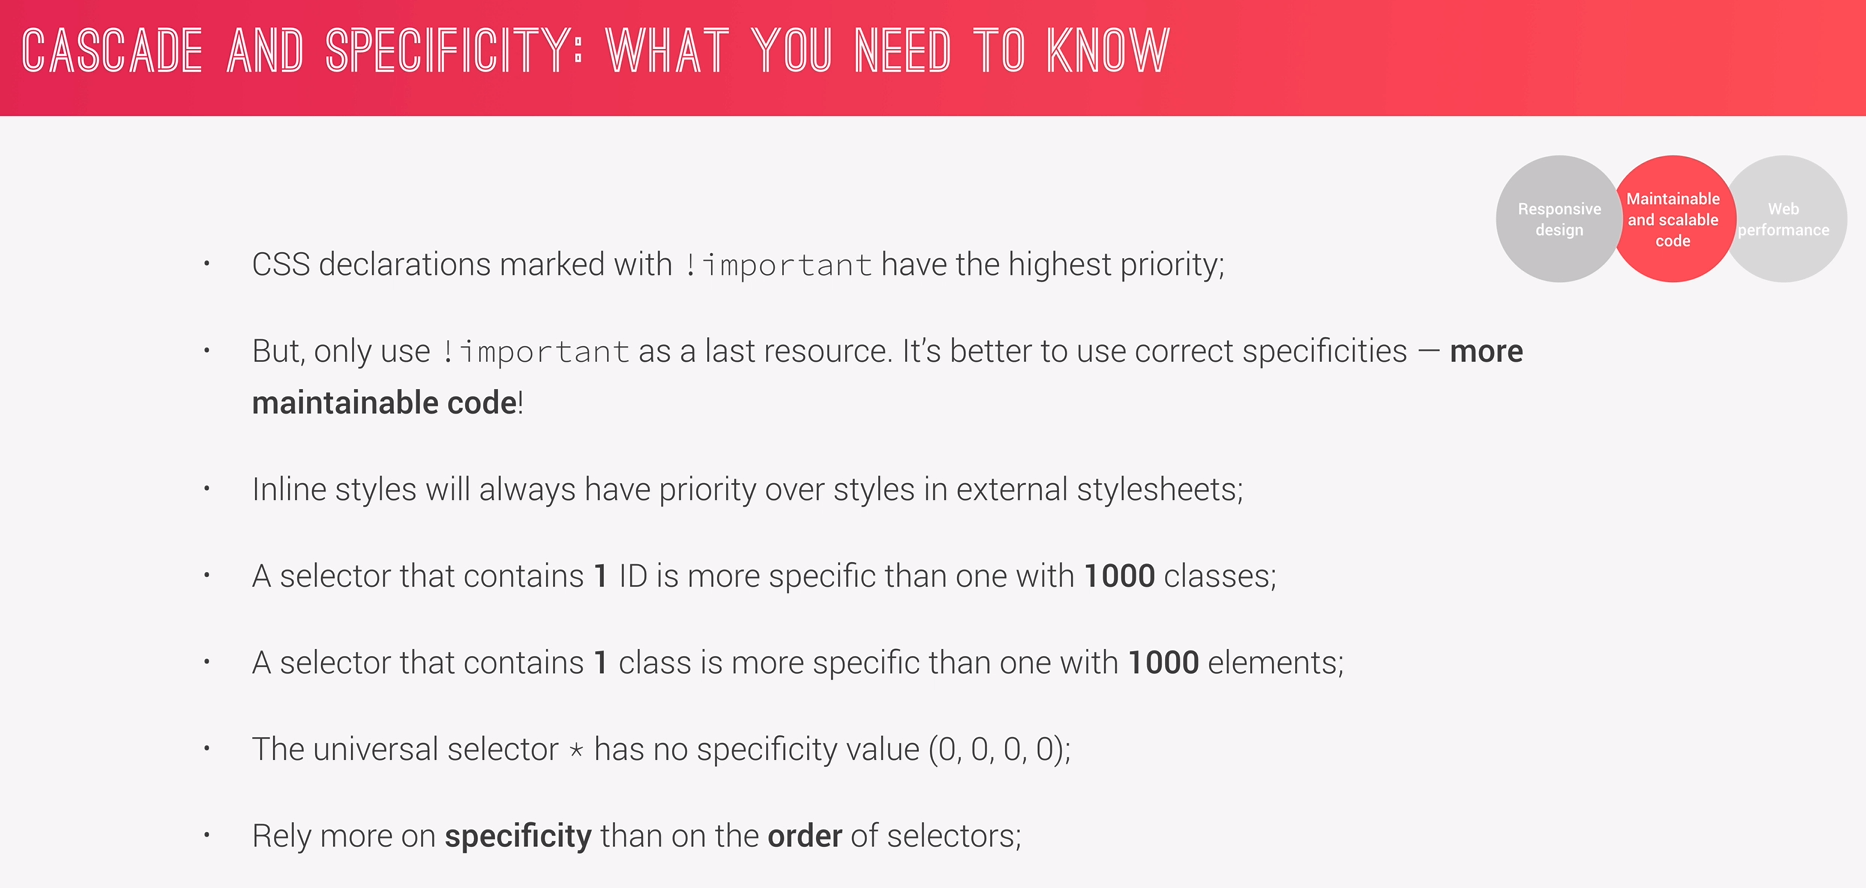 CASCADE AND SPECIFICITY: WHAT YOU NEED TO KNOW
Responsive
design
Maintainable
and scalable
code
Web
performance
• CSS declarations marked with !important have the highest priority;
• But, only use !important as a last resource. It’s better to use correct specificities — more
maintainable code!
• Inline styles will always have priority over styles in external stylesheets;
• A selector that contains 1 ID is more specific than one with 1000 classes;
• A selector that contains 1 class is more specific than one with 1000 elements;
• The universal selector * has no specificity value (0, 0, 0, 0);
• Rely more on specificity than on the order of selectors;